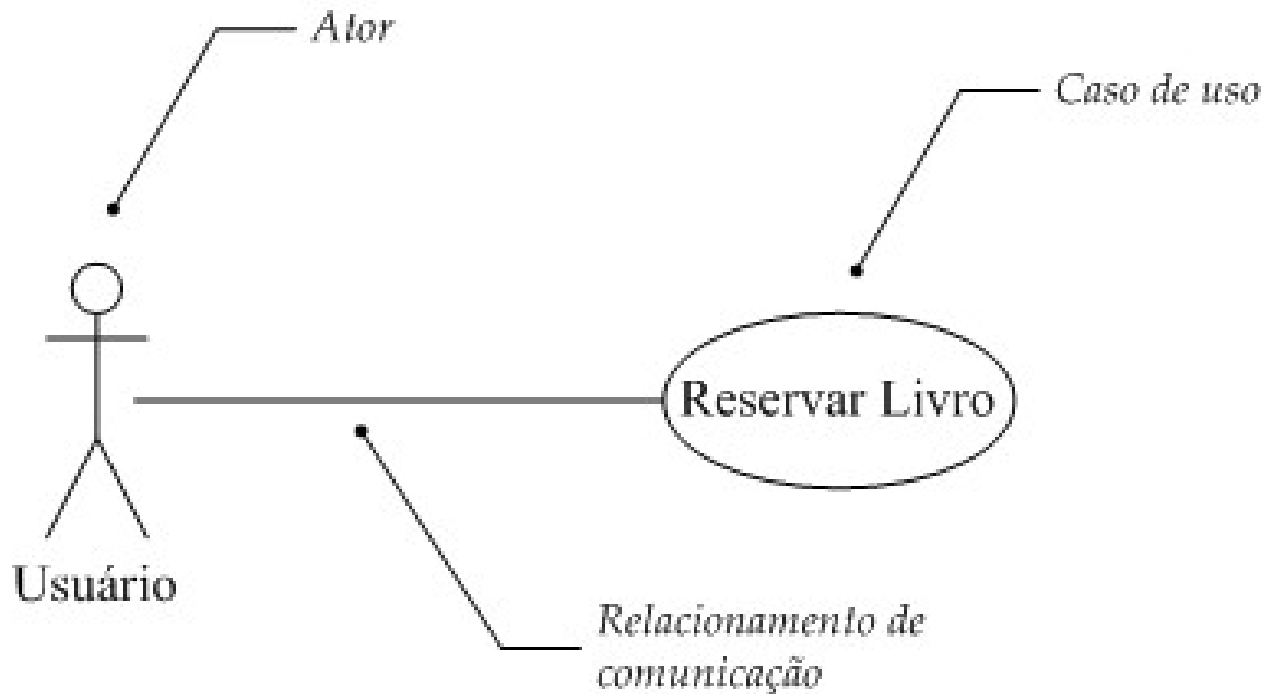 Ator
Caso de uso
Reservar Livro
Usuário
Relacionamento de
comunicação